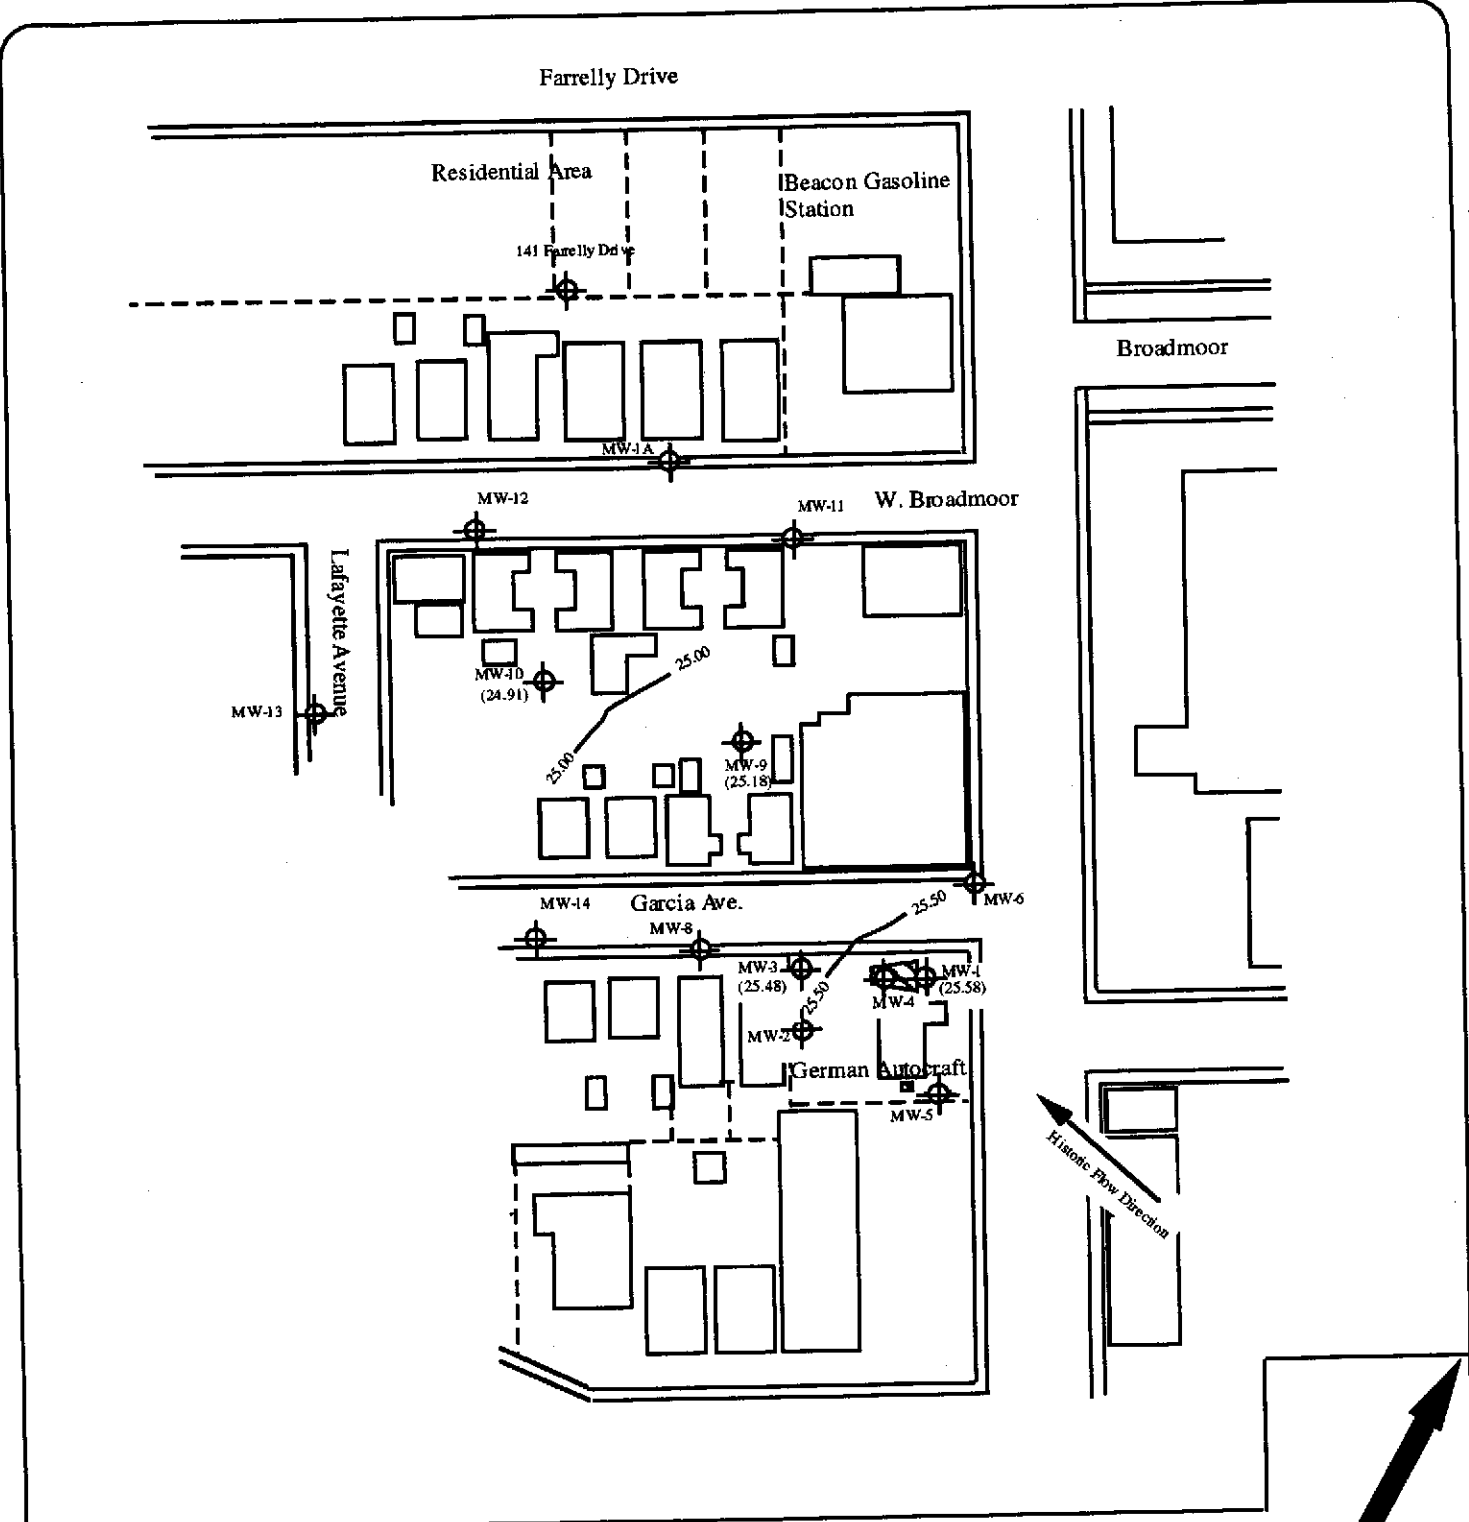 Farrelly Drive
Residential Area
Beacon Gasoline
Station
141 Farrelly Drive
Broadmoor
MW-1A
MW-12
MW-11
W. Broadmoor
Lafayette Avenue
25.00
MW-10
(24.91)
MW-13
25.00
MW-9
(25.18)
25.50
MW-6
MW-14
Garcia Ave.
MW-8
MW-3
(25.48)
MW-1
(25.58)
25.50
MW-4
MW-2
German Autocraft
MW-5
Historic Flow Direction